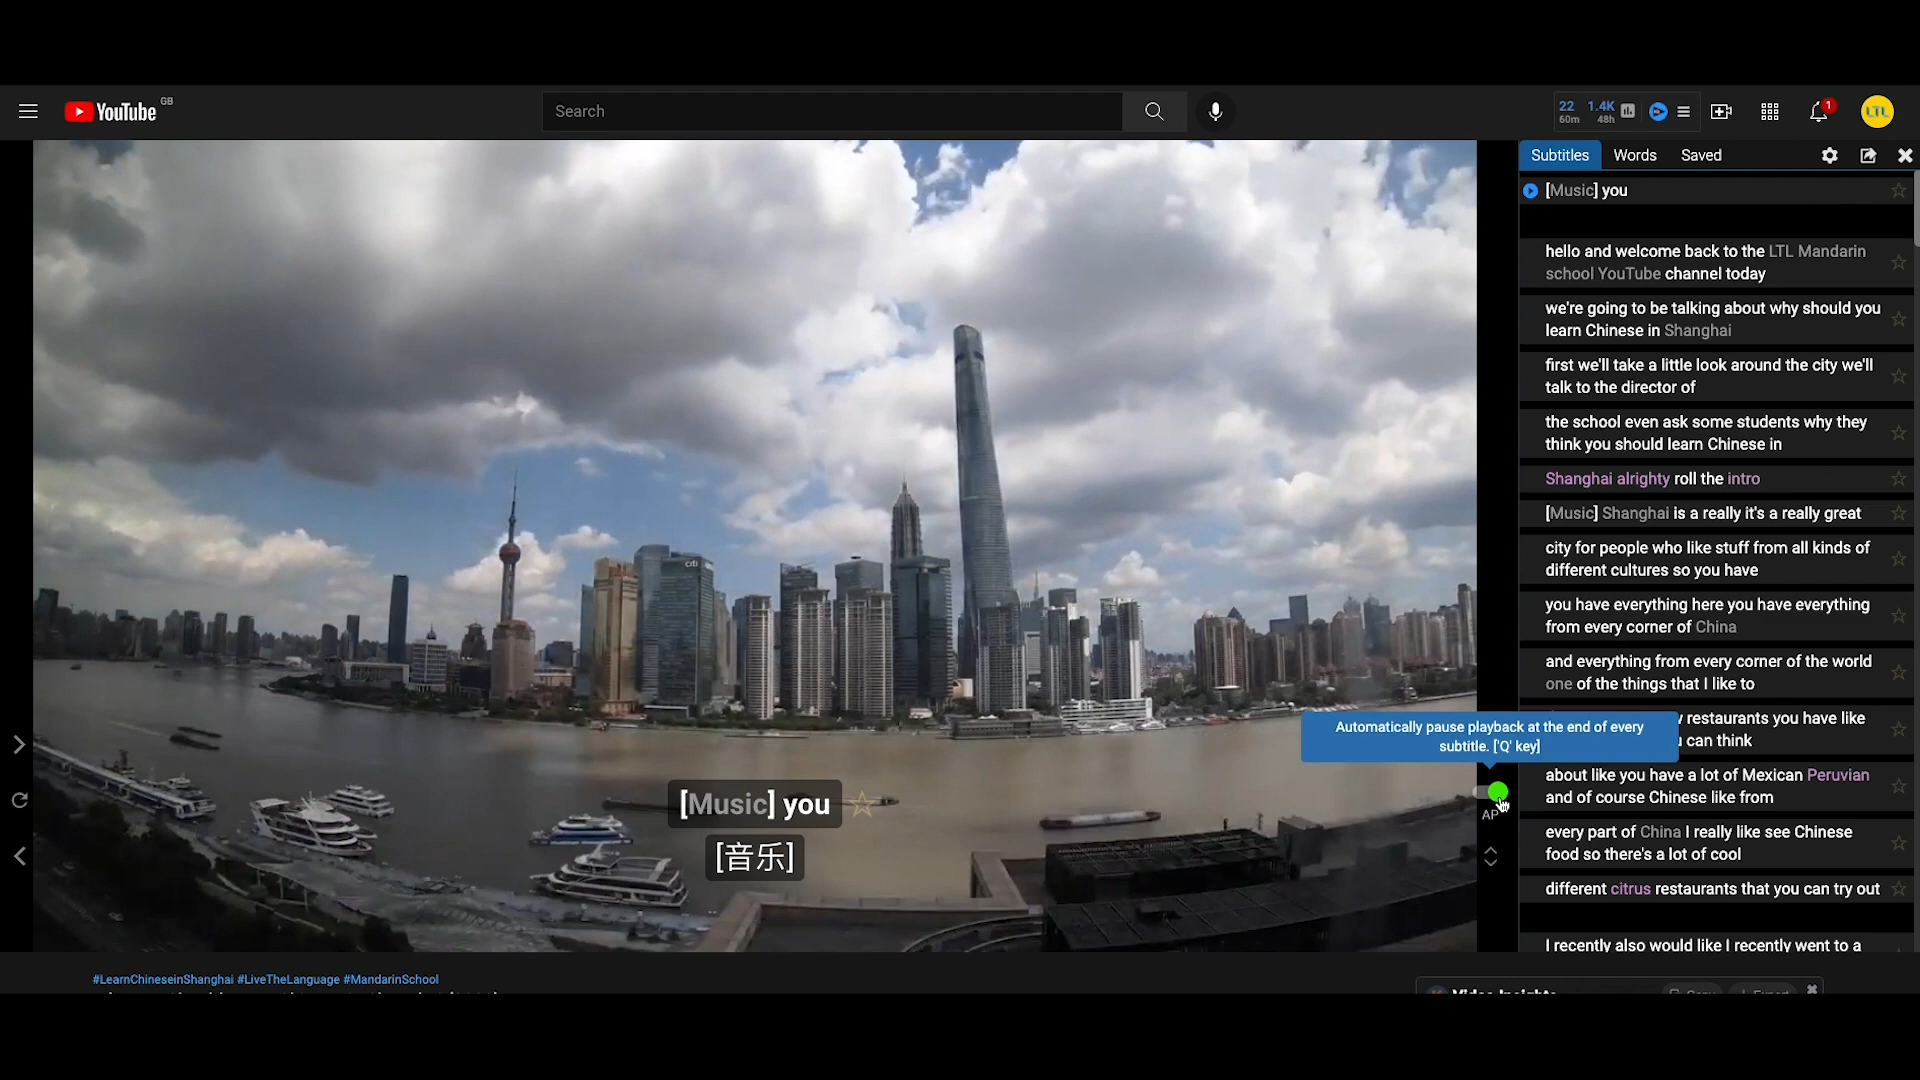 YouTube GB
Search
22 1.4K
60m 48h
1
LTL
Subtitles Words Saved
[Music] you
hello and welcome back to the LTL Mandarin
school YouTube channel today
we're going to be talking about why should you
learn Chinese in Shanghai
first we'll take a little look around the city we'll
talk to the director of
the school even ask some students why they
think you should learn Chinese in
Shanghai alrighty roll the intro
[Music] Shanghai is a really it's a really great
city for people who like stuff from all kinds of
different cultures so you have
you have everything here you have everything
from every corner of China
and everything from every corner of the world
one of the things that I like to
restaurants you have like
can think
about like you have a lot of Mexican Peruvian
and of course Chinese like from
every part of China I really like see Chinese
food so there's a lot of cool
different citrus restaurants that you can try out
I recently also would like I recently went to a
citi
Automatically pause playback at the end of every
subtitle. ['Q' key]
AP
[Music] you
[音乐]
#LearnChineseinShanghai #LiveTheLanguage #MandarinSchool
Video Insights